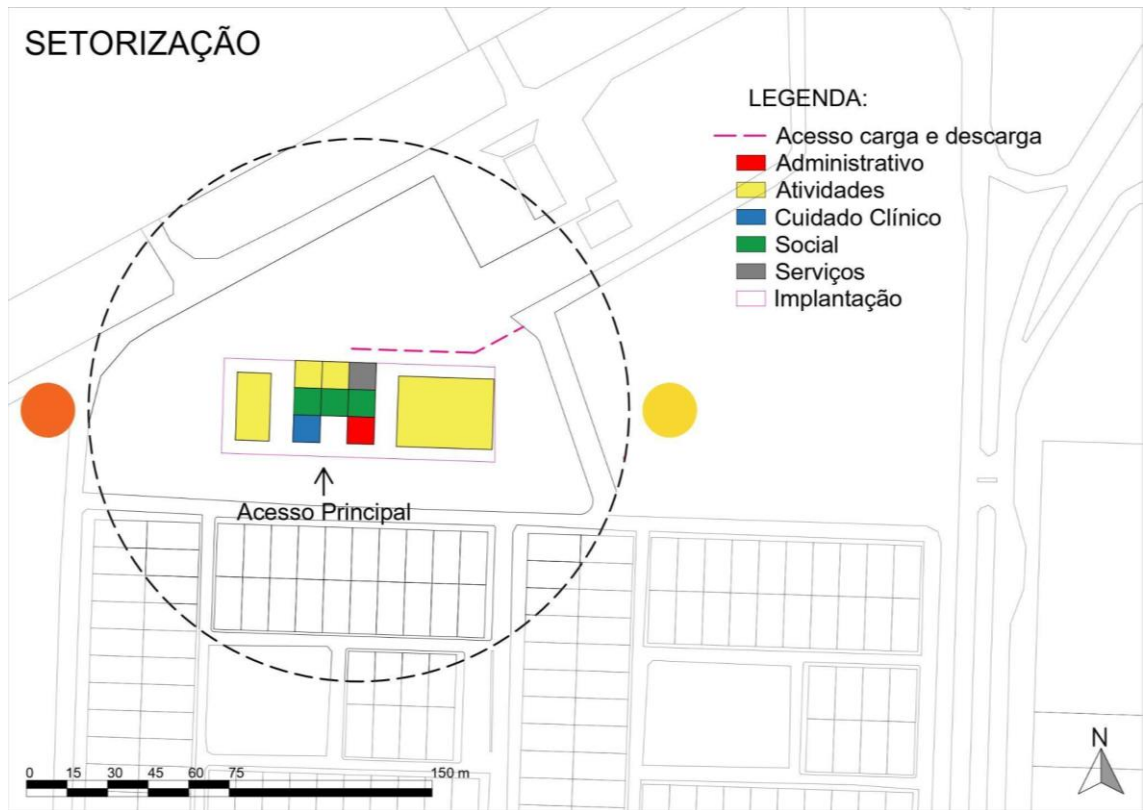 SETORIZAÇÃO
LEGENDA:
Acesso carga e descarga
Administrativo
Atividades
Cuidado Clínico
Social
Serviços
Implantação
Acesso Principal
0 15 30 45 60 75 150 m
N